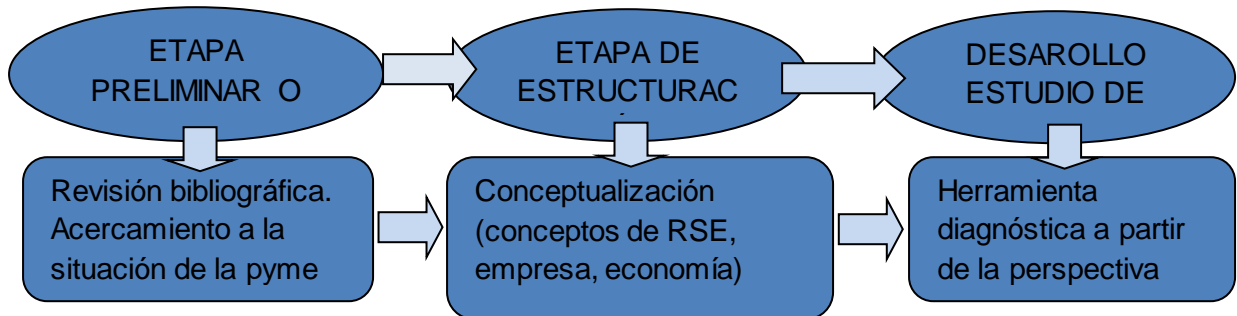 ETAPA
PRELIMINAR O
ETAPA DE
ESTRUCTURAC
DESAROLLO
ESTUDIO DE
Revisión bibliográfica.
Acercamiento a la
situación de la pyme
Conceptualización
(conceptos de RSE,
empresa, economía)
Herramienta
diagnóstica a partir
de la perspectiva